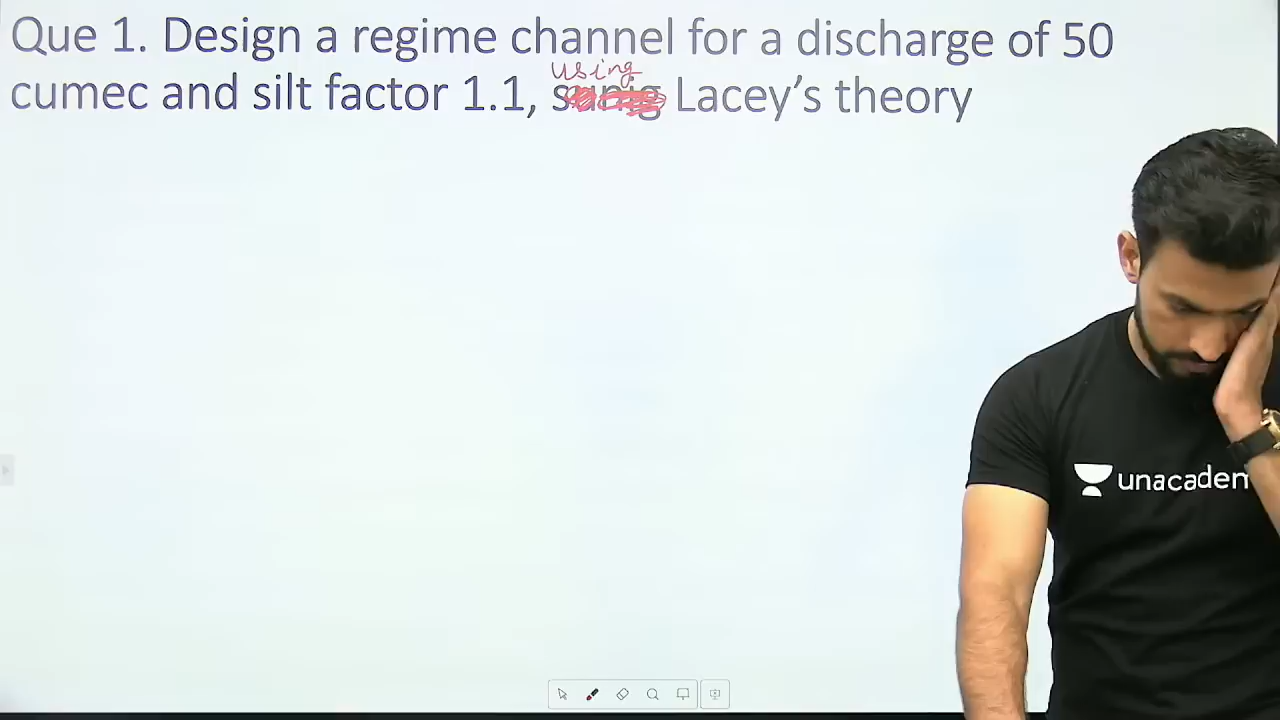 Que 1. Design a regime channel for a discharge of 50
using
cumec and silt factor 1.1, Lacey's theory
unacadem